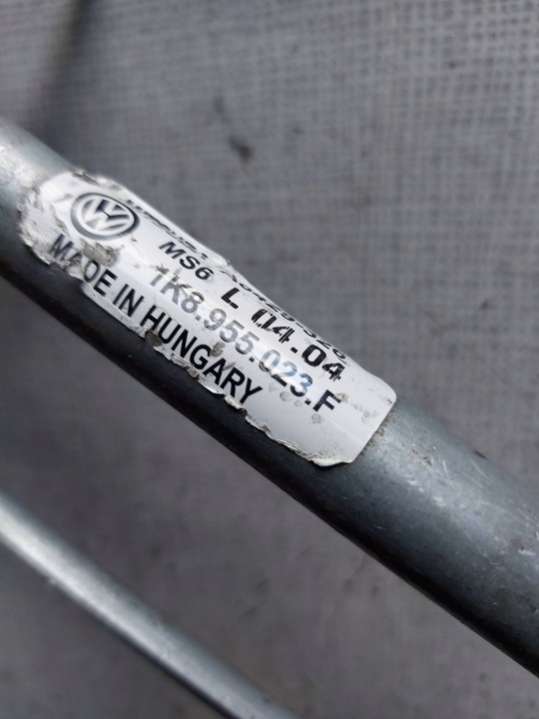 MS6 L 04.04
1K8.955.023.F
MADE IN HUNGARY